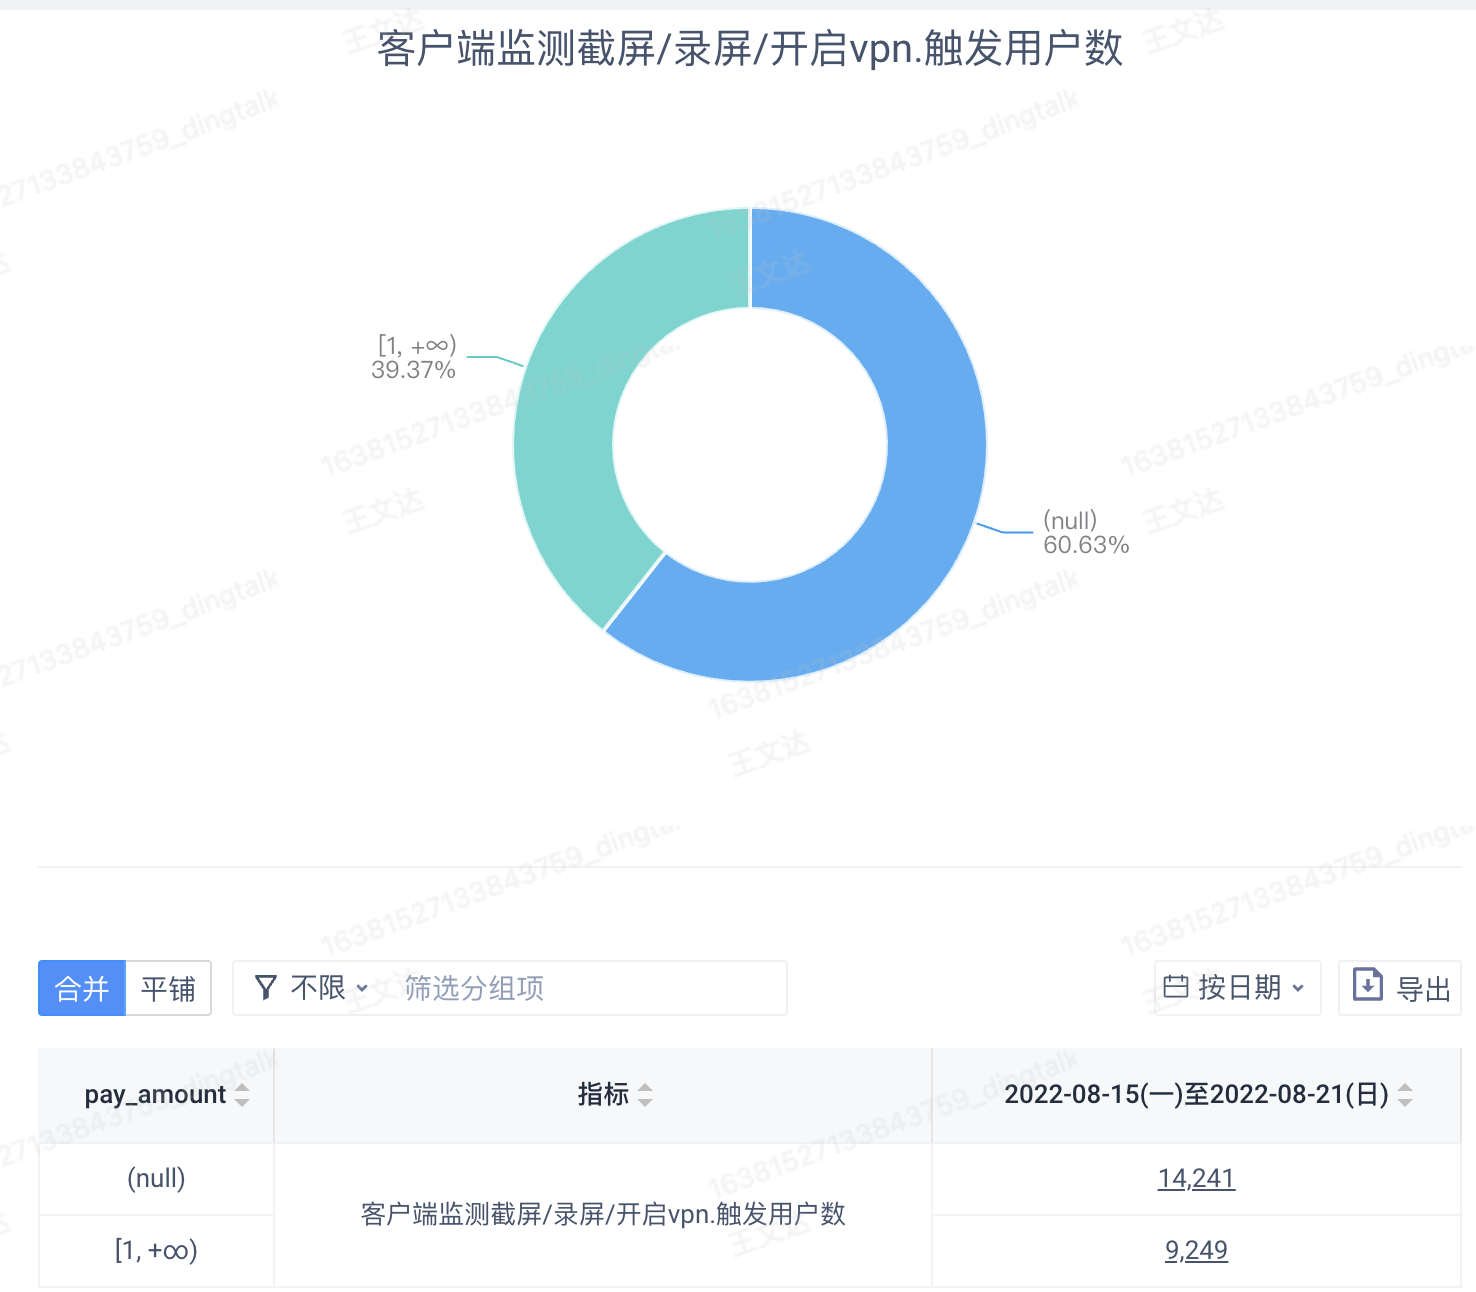 客户端监测截屏/录屏/开启vpn.触发用户数
[1, +∞)
39.37%
(null)
60.63%
合并
平铺
不限
筛选分组项
按日期
导出
pay_amount
指标
2022-08-15(一)至2022-08-21(日)
(null)
客户端监测截屏/录屏/开启vpn.触发用户数
14,241
[1, +∞)
9,249
王文达
16381527133843759_dingtalk